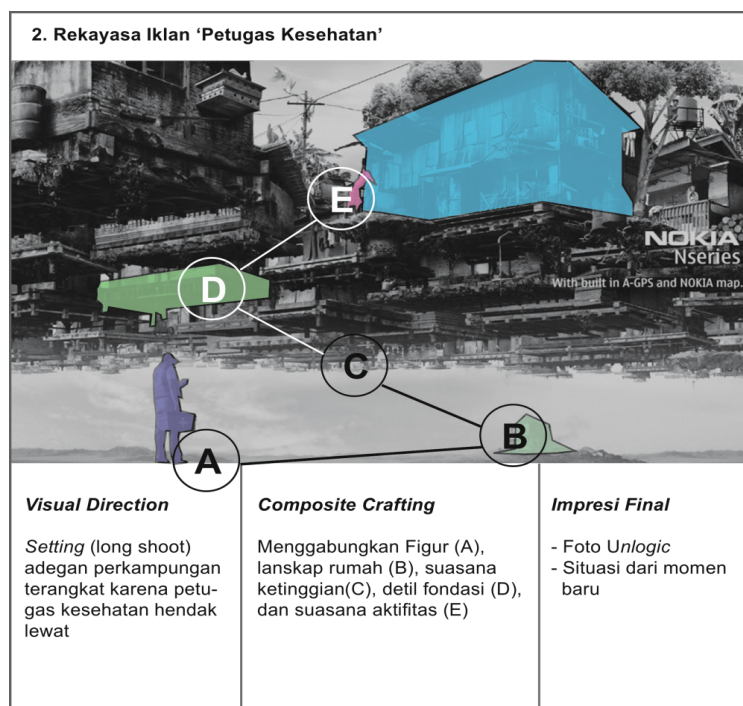 2. Rekayasa Iklan ‘Petugas Kesehatan’
E
NOKIA
Nseries
With built in A-GPS and NOKIA map.
D
C
B
A
Visual Direction
Setting (long shoot)
adegan perkampungan
terangkat karena petu-
gas kesehatan hendak
lewat
Composite Crafting
Menggabungkan Figur (A),
lanskap rumah (B), suasana
ketinggian(C), detil fondasi (D),
dan suasana aktifitas (E)
Impresi Final
- Foto Unlogic
- Situasi dari momen
baru